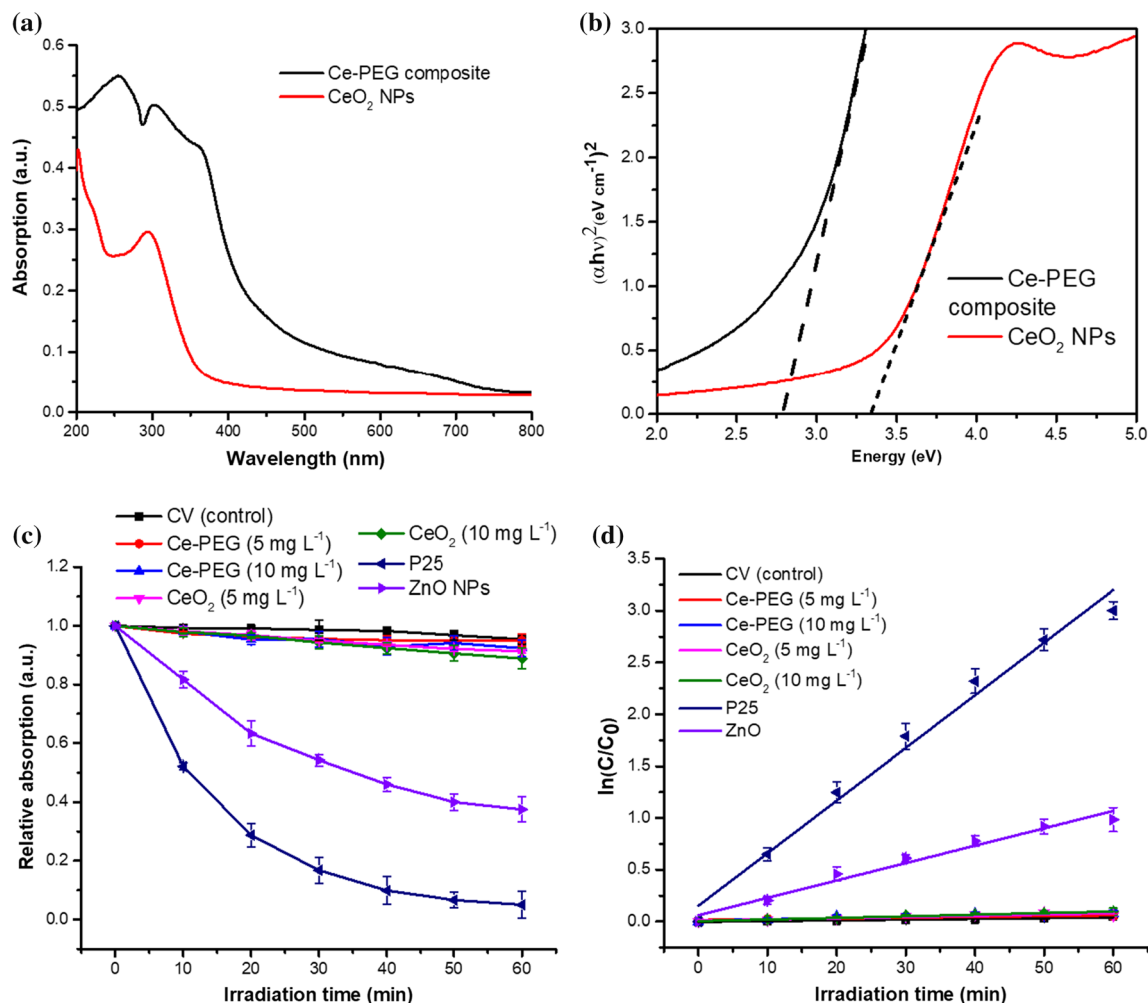 (a)
0.6
0.5
0.4
0.3
0.2
0.1
0.0
Absorption (a.u.)
Ce-PEG composite
CeO₂ NPs
200 300 400 500 600 700 800
Wavelength (nm)
(b)
3.0
2.5
2.0
1.5
1.0
0.5
0.0
(αhν)²(eV cm⁻¹)²
Ce-PEG
composite
CeO₂ NPs
2.0 2.5 3.0 3.5 4.0 4.5 5.0
Energy (eV)
(c)
CV (control)
Ce-PEG (5 mg L⁻¹)
Ce-PEG (10 mg L⁻¹)
CeO₂ (5 mg L⁻¹)
CeO₂ (10 mg L⁻¹)
P25
ZnO NPs
1.2
1.0
0.8
0.6
0.4
0.2
0.0
Relative absorption (a.u.)
0 10 20 30 40 50 60
Irradiation time (min)
(d)
3.5
3.0
2.5
2.0
1.5
1.0
0.5
0.0
ln(C/C₀)
CV (control)
Ce-PEG (5 mg L⁻¹)
Ce-PEG (10 mg L⁻¹)
CeO₂ (5 mg L⁻¹)
CeO₂ (10 mg L⁻¹)
P25
ZnO
0 10 20 30 40 50 60
Irradiation time (min)